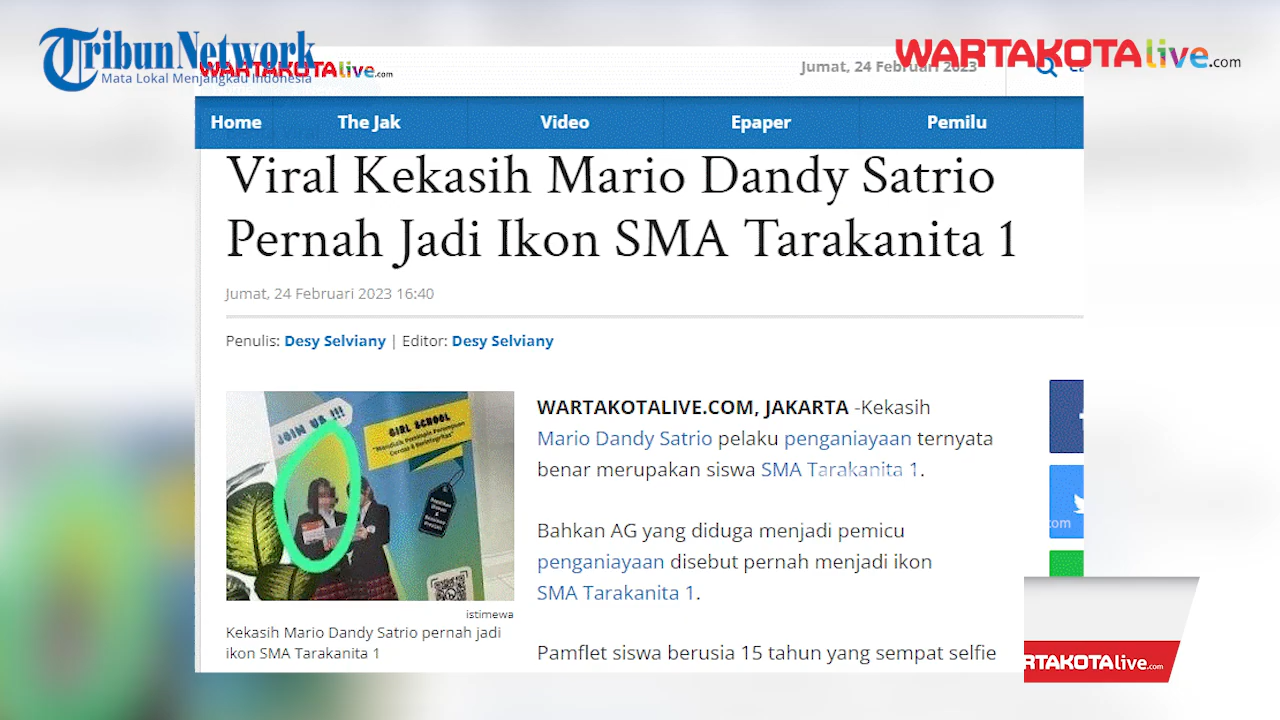 TribunNetwork
Mata Lokal Menjangkau Indonesia
WARTAKOTAlive.com
Jumat, 24 Februari 2023
WARTAKOTAlive.com
Home The Jak Video Epaper Pemilu
Viral Kekasih Mario Dandy Satrio
Pernah Jadi Ikon SMA Tarakanita 1
Jumat, 24 Februari 2023 16:40
Penulis: Desy Selviany | Editor: Desy Selviany
JOIN US !!!
GIRL SCHOOL
istimewa
Kekasih Mario Dandy Satrio pernah jadi
ikon SMA Tarakanita 1
WARTAKOTALIVE.COM, JAKARTA -Kekasih
Mario Dandy Satrio pelaku penganiayaan ternyata
benar merupakan siswa SMA Tarakanita 1.
Bahkan AG yang diduga menjadi pemicu
penganiayaan disebut pernah menjadi ikon
SMA Tarakanita 1.
Pamflet siswa berusia 15 tahun yang sempat selfie
.com
RTAKOTAlive.com